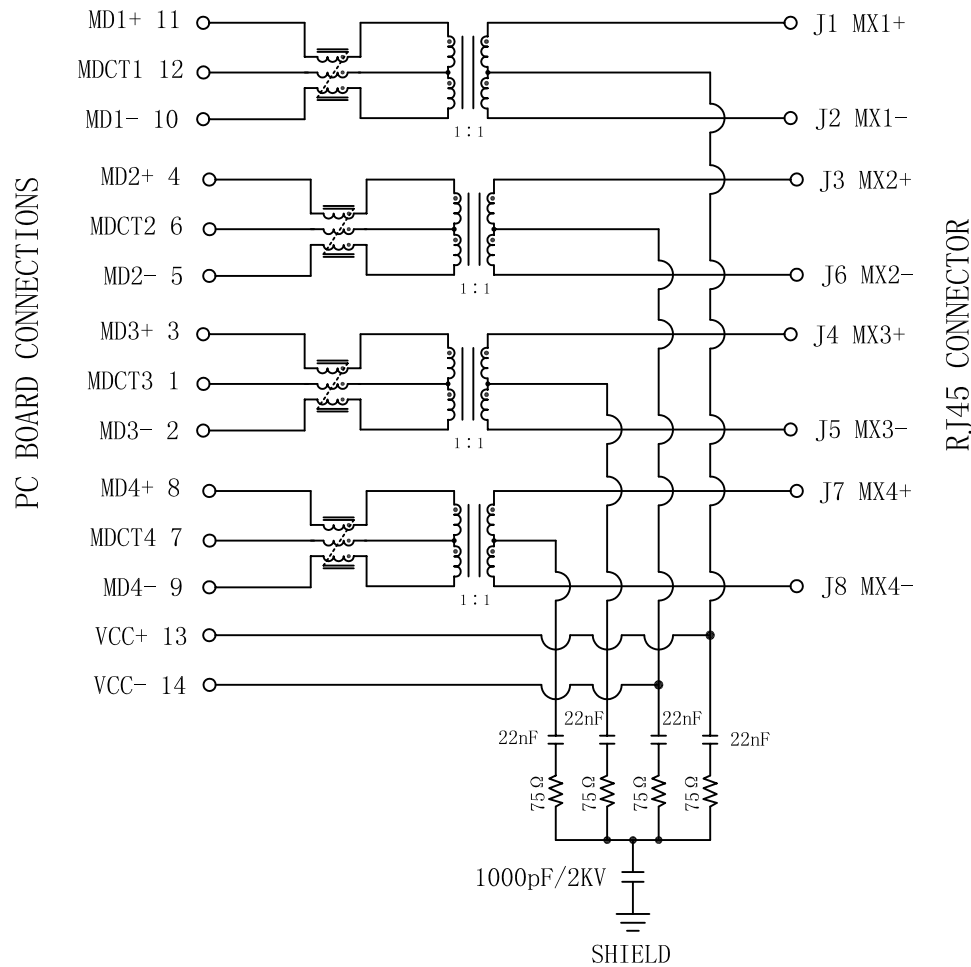 MD1+ 11
J1 MX1+
MDCT1 12
MD1- 10
J2 MX1-
1:1
MD2+ 4
J3 MX2+
MDCT2 6
MD2- 5
J6 MX2-
1:1
MD3+ 3
J4 MX3+
MDCT3 1
MD3- 2
J5 MX3-
1:1
MD4+ 8
J7 MX4+
MDCT4 7
MD4- 9
J8 MX4-
1:1
VCC+ 13
VCC- 14
PC BOARD CONNECTIONS
RJ45 CONNECTOR
22nF
22nF
22nF
22nF
75Ω
75Ω
75Ω
75Ω
1000pF/2KV
SHIELD